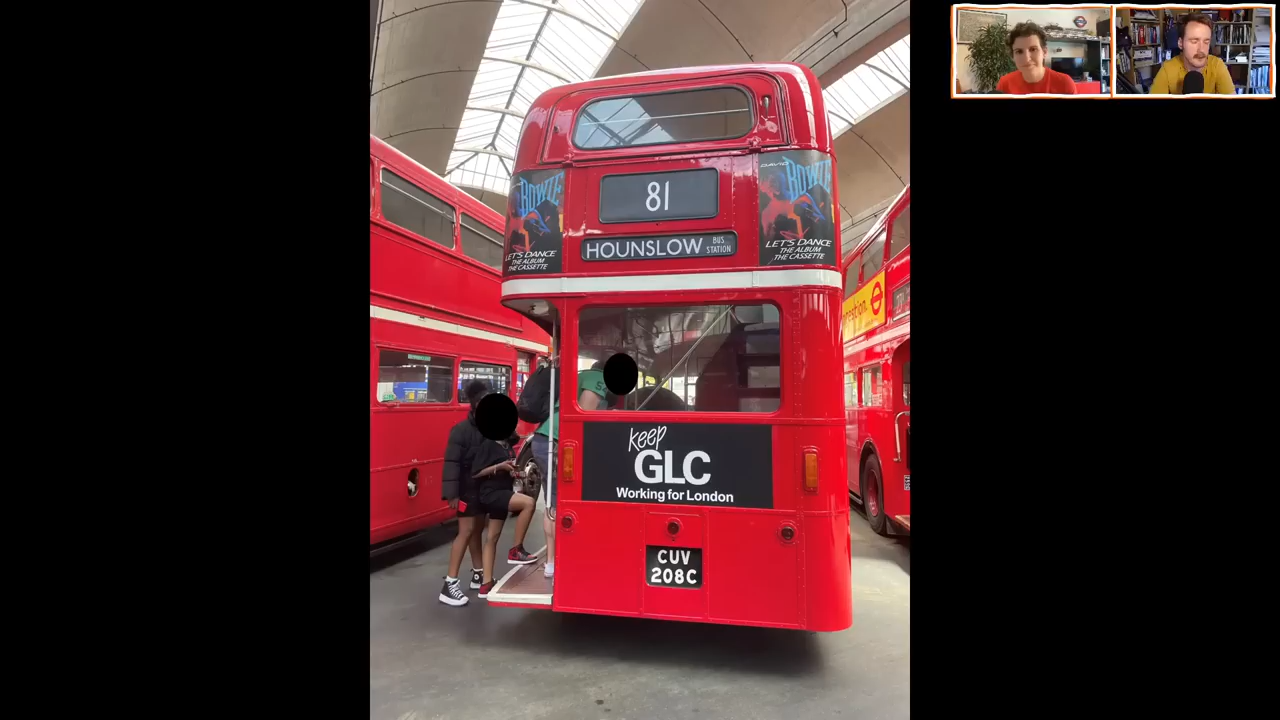 DAVID
BOWIE
LET'S DANCE
THE ALBUM
THE CASSETTE
81
HOUNSLOW BUS STATION
BOWIE
LET'S DANCE
THE ALBUM
THE CASSETTE
keep
GLC
Working for London
CUV
208C